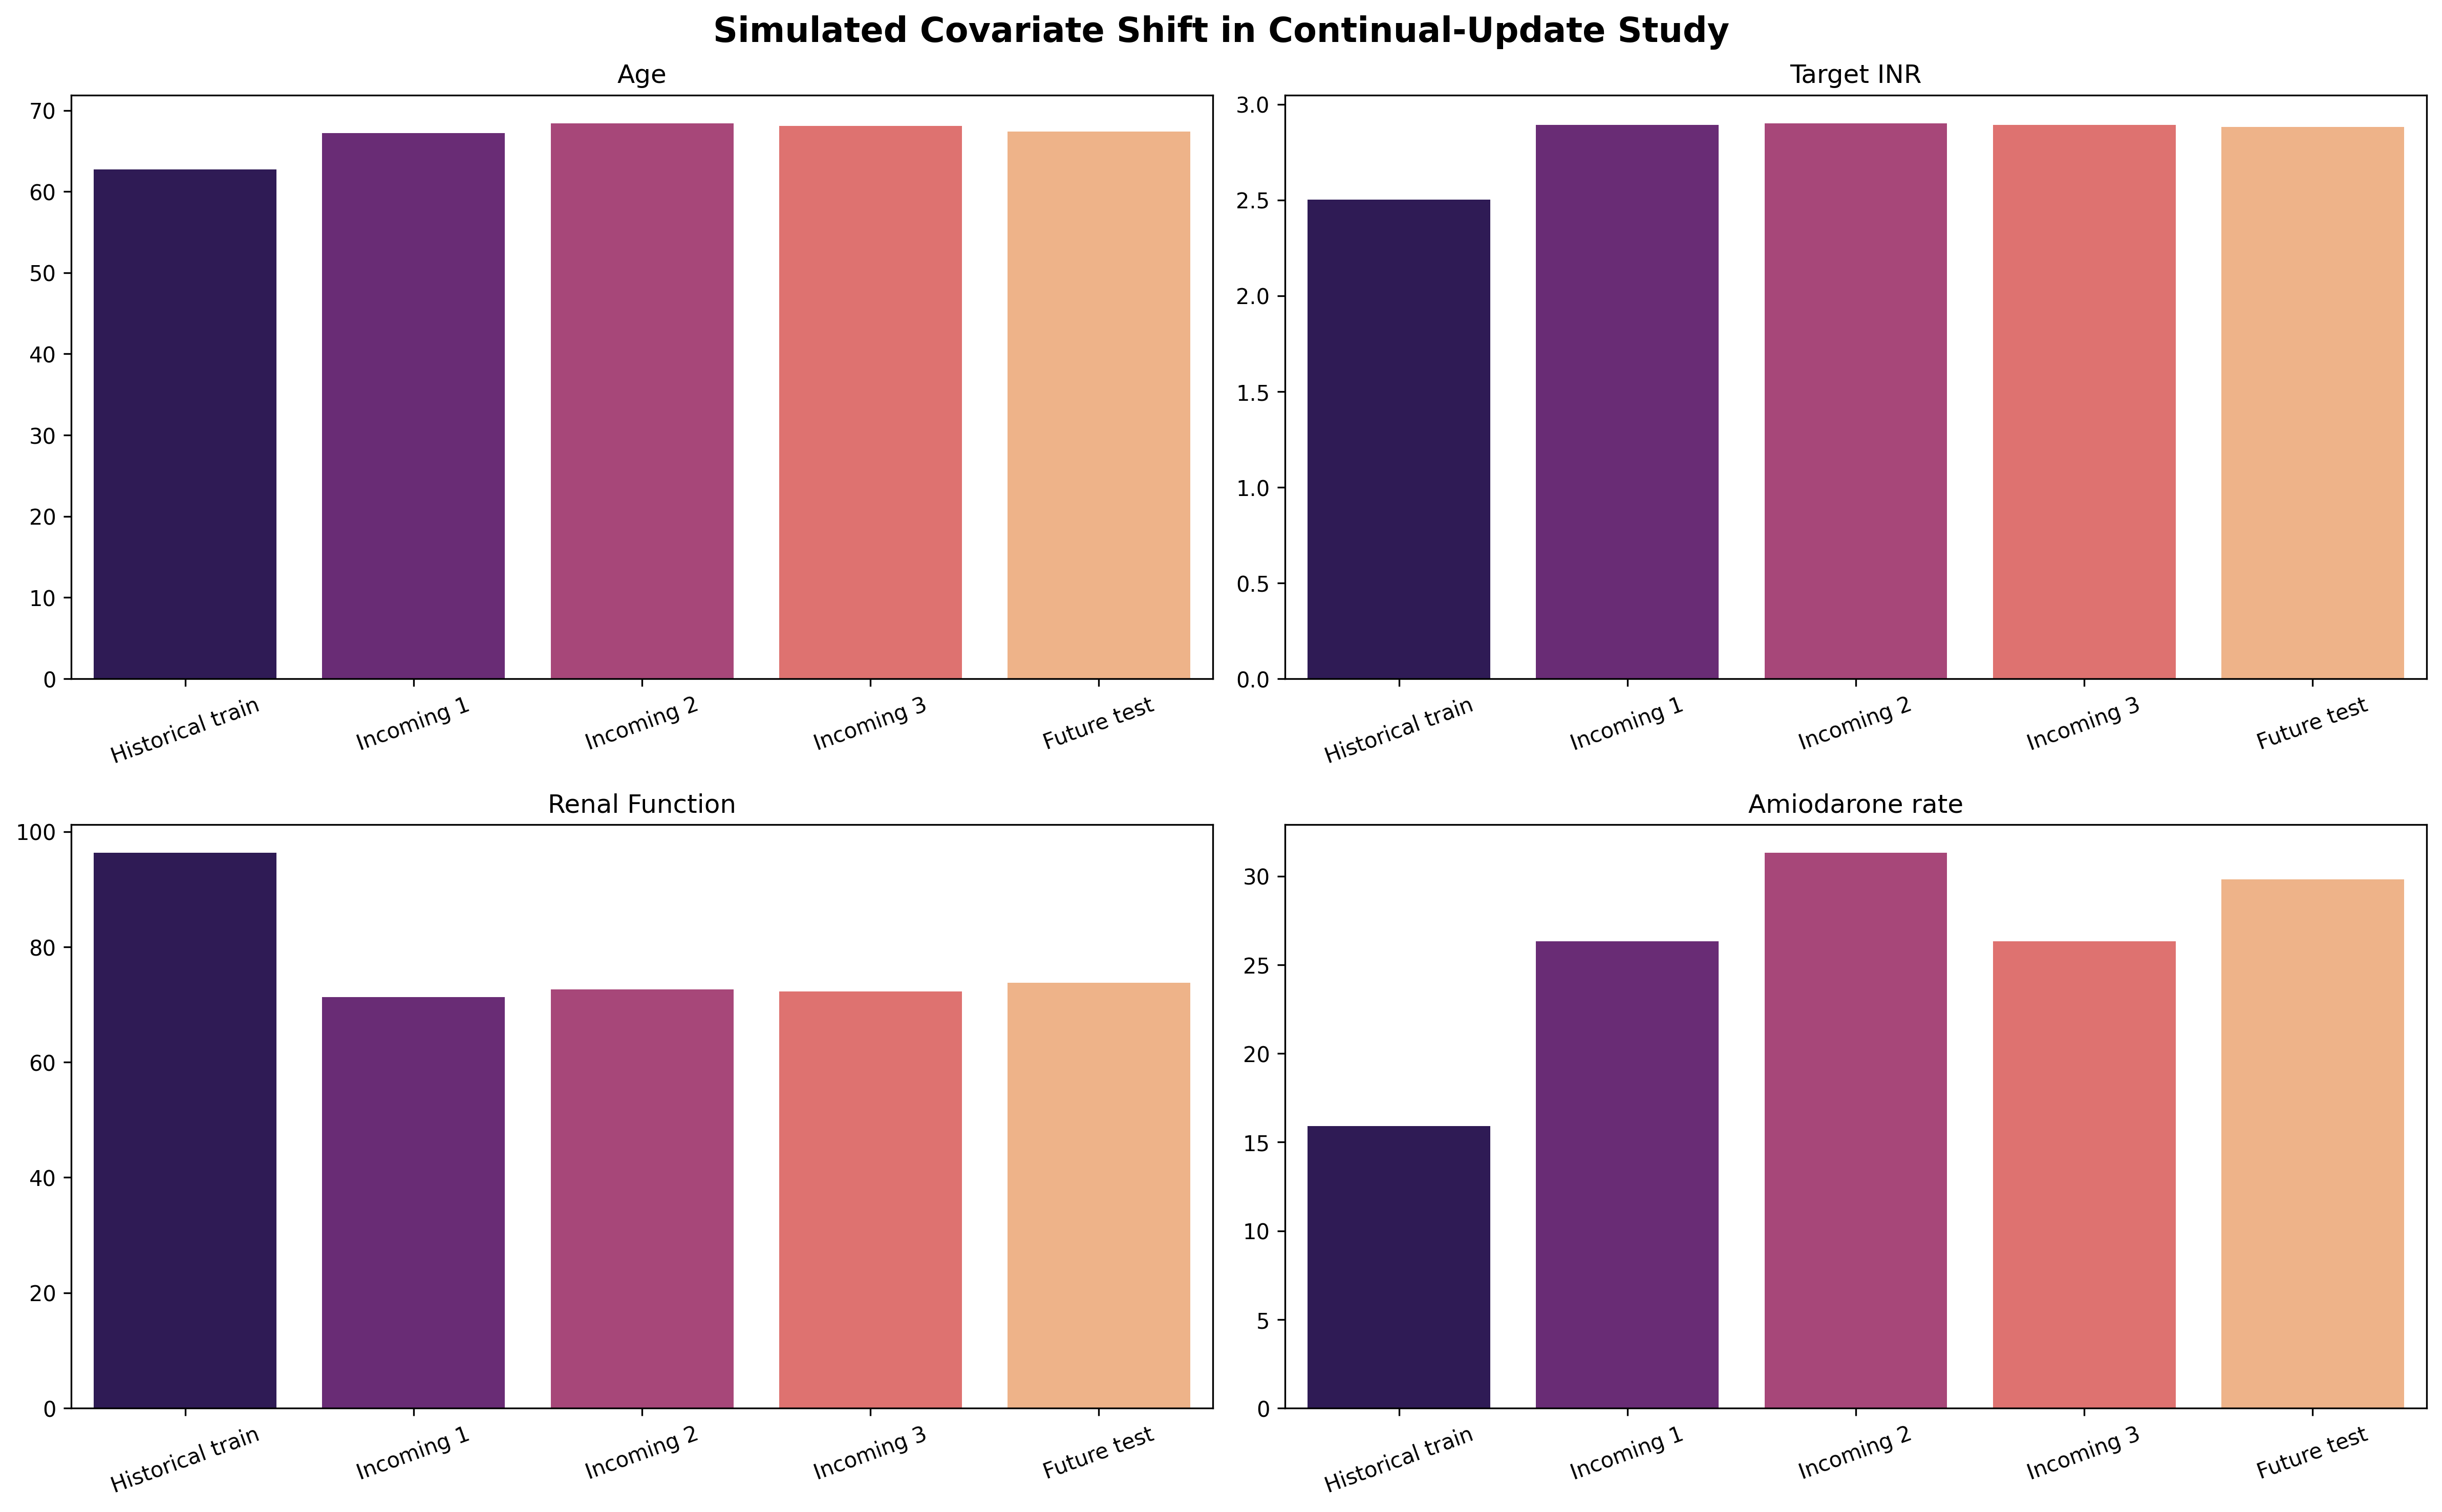 Simulated Covariate Shift in Continual-Update Study
Age
70
60
50
40
30
20
10
0
Historical train
Incoming 1
Incoming 2
Incoming 3
Future test
Target INR
3.0
2.5
2.0
1.5
1.0
0.5
0.0
Historical train
Incoming 1
Incoming 2
Incoming 3
Future test
Renal Function
100
80
60
40
20
0
Historical train
Incoming 1
Incoming 2
Incoming 3
Future test
Amiodarone rate
30
25
20
15
10
5
0
Historical train
Incoming 1
Incoming 2
Incoming 3
Future test